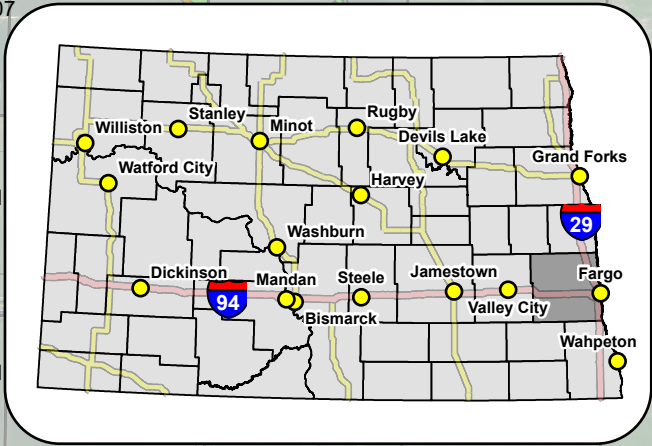 07
Stanley
Rugby
Williston
Minot
Devils Lake
Grand Forks
Watford City
Harvey
29
Washburn
Dickinson
Mandan
Steele
Jamestown
Fargo
94
Bismarck
Valley City
Wahpeton